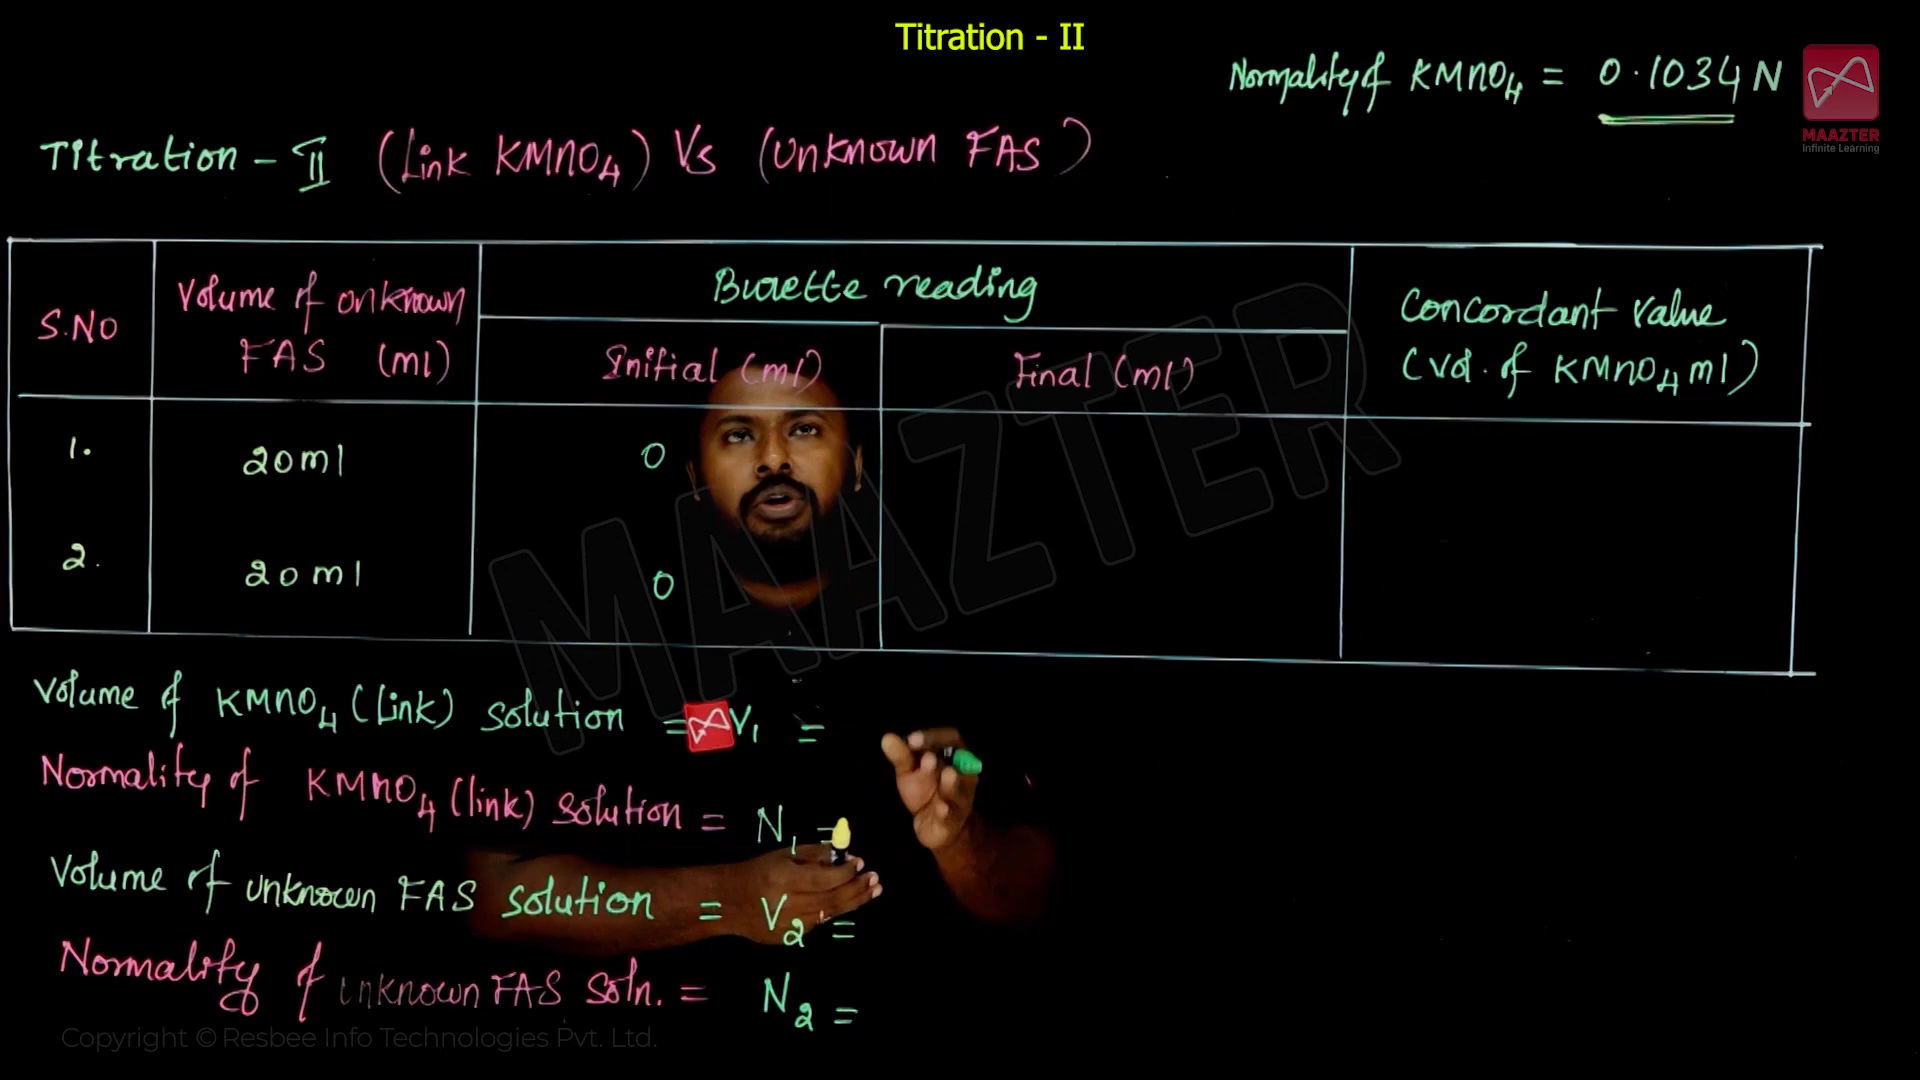 Titration - II
Normality of KMnO4 = 0.1034 N
MAAZTER
Infinite Learning
Titration - II (Link KMnO4) Vs (Unknown FAS)
S.No
Volume of unknown
FAS (ml)
Burette reading
Initial (ml)
Final (ml)
Concordant Value
(Vol. of KMnO4 ml)
1. 20ml 0
2. 20ml 0
MAAZTER
Volume of KMnO4 (Link) solution = V1 =
Normality of KMnO4 (link) solution = N1 =
Volume of unknown FAS solution = V2 =
Normality of unknown FAS soln. = N2 =
Copyright © Resbee Info Technologies Pvt. Ltd.